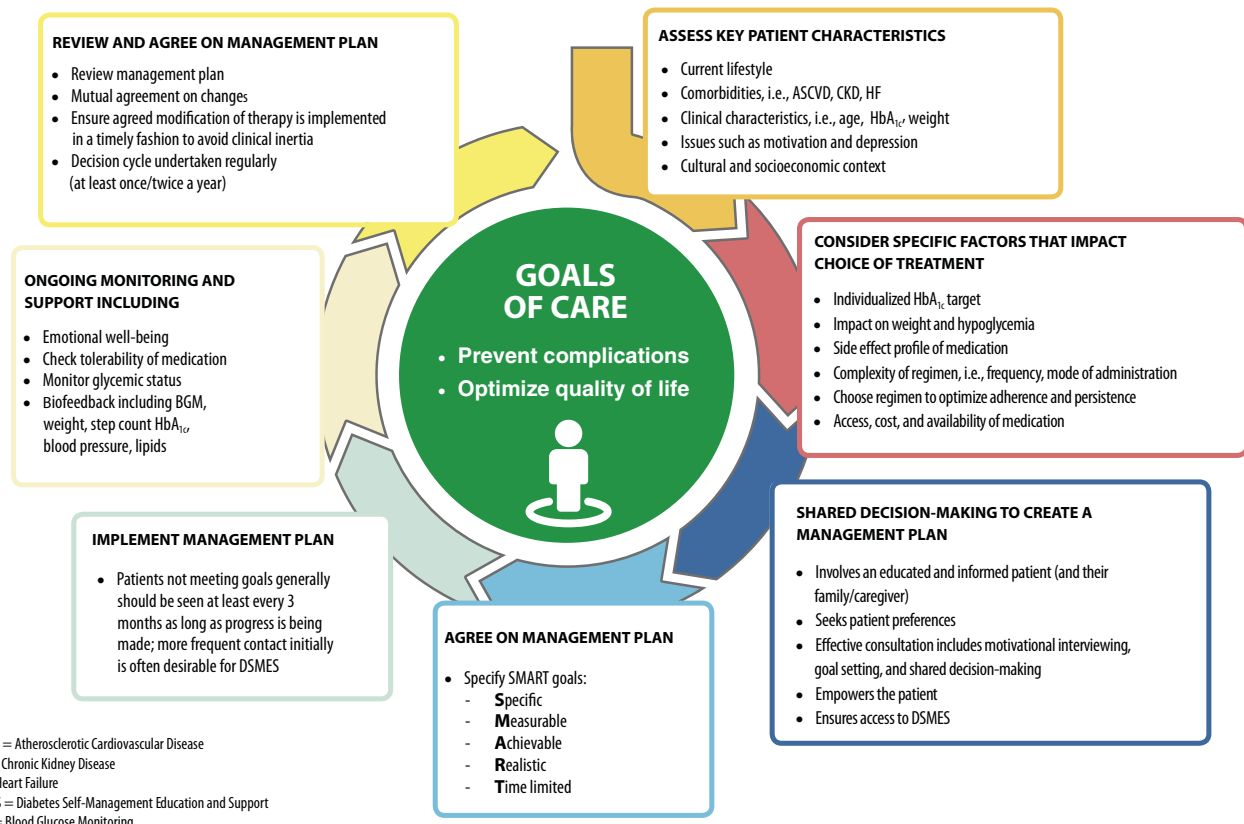 REVIEW AND AGREE ON MANAGEMENT PLAN
• Review management plan
• Mutual agreement on changes
• Ensure agreed modification of therapy is implemented
in a timely fashion to avoid clinical inertia
• Decision cycle undertaken regularly
(at least once/twice a year)
ASSESS KEY PATIENT CHARACTERISTICS
• Current lifestyle
• Comorbidities, i.e., ASCVD, CKD, HF
• Clinical characteristics, i.e., age, HbA1c, weight
• Issues such as motivation and depression
• Cultural and socioeconomic context
CONSIDER SPECIFIC FACTORS THAT IMPACT
CHOICE OF TREATMENT
• Individualized HbA1c target
• Impact on weight and hypoglycemia
• Side effect profile of medication
• Complexity of regimen, i.e., frequency, mode of administration
• Choose regimen to optimize adherence and persistence
• Access, cost, and availability of medication
SHARED DECISION-MAKING TO CREATE A
MANAGEMENT PLAN
• Involves an educated and informed patient (and their
family/caregiver)
• Seeks patient preferences
• Effective consultation includes motivational interviewing,
goal setting, and shared decision-making
• Empowers the patient
• Ensures access to DSMES
AGREE ON MANAGEMENT PLAN
• Specify SMART goals:
- Specific
- Measurable
- Achievable
- Realistic
- Time limited
IMPLEMENT MANAGEMENT PLAN
• Patients not meeting goals generally
should be seen at least every 3
months as long as progress is being
made; more frequent contact initially
is often desirable for DSMES
ONGOING MONITORING AND
SUPPORT INCLUDING
• Emotional well-being
• Check tolerability of medication
• Monitor glycemic status
• Biofeedback including BGM,
weight, step count HbA1c,
blood pressure, lipids
GOALS
OF CARE
• Prevent complications
• Optimize quality of life
= Atherosclerotic Cardiovascular Disease
Chronic Kidney Disease
Heart Failure
= Diabetes Self-Management Education and Support
= Blood Glucose Monitoring